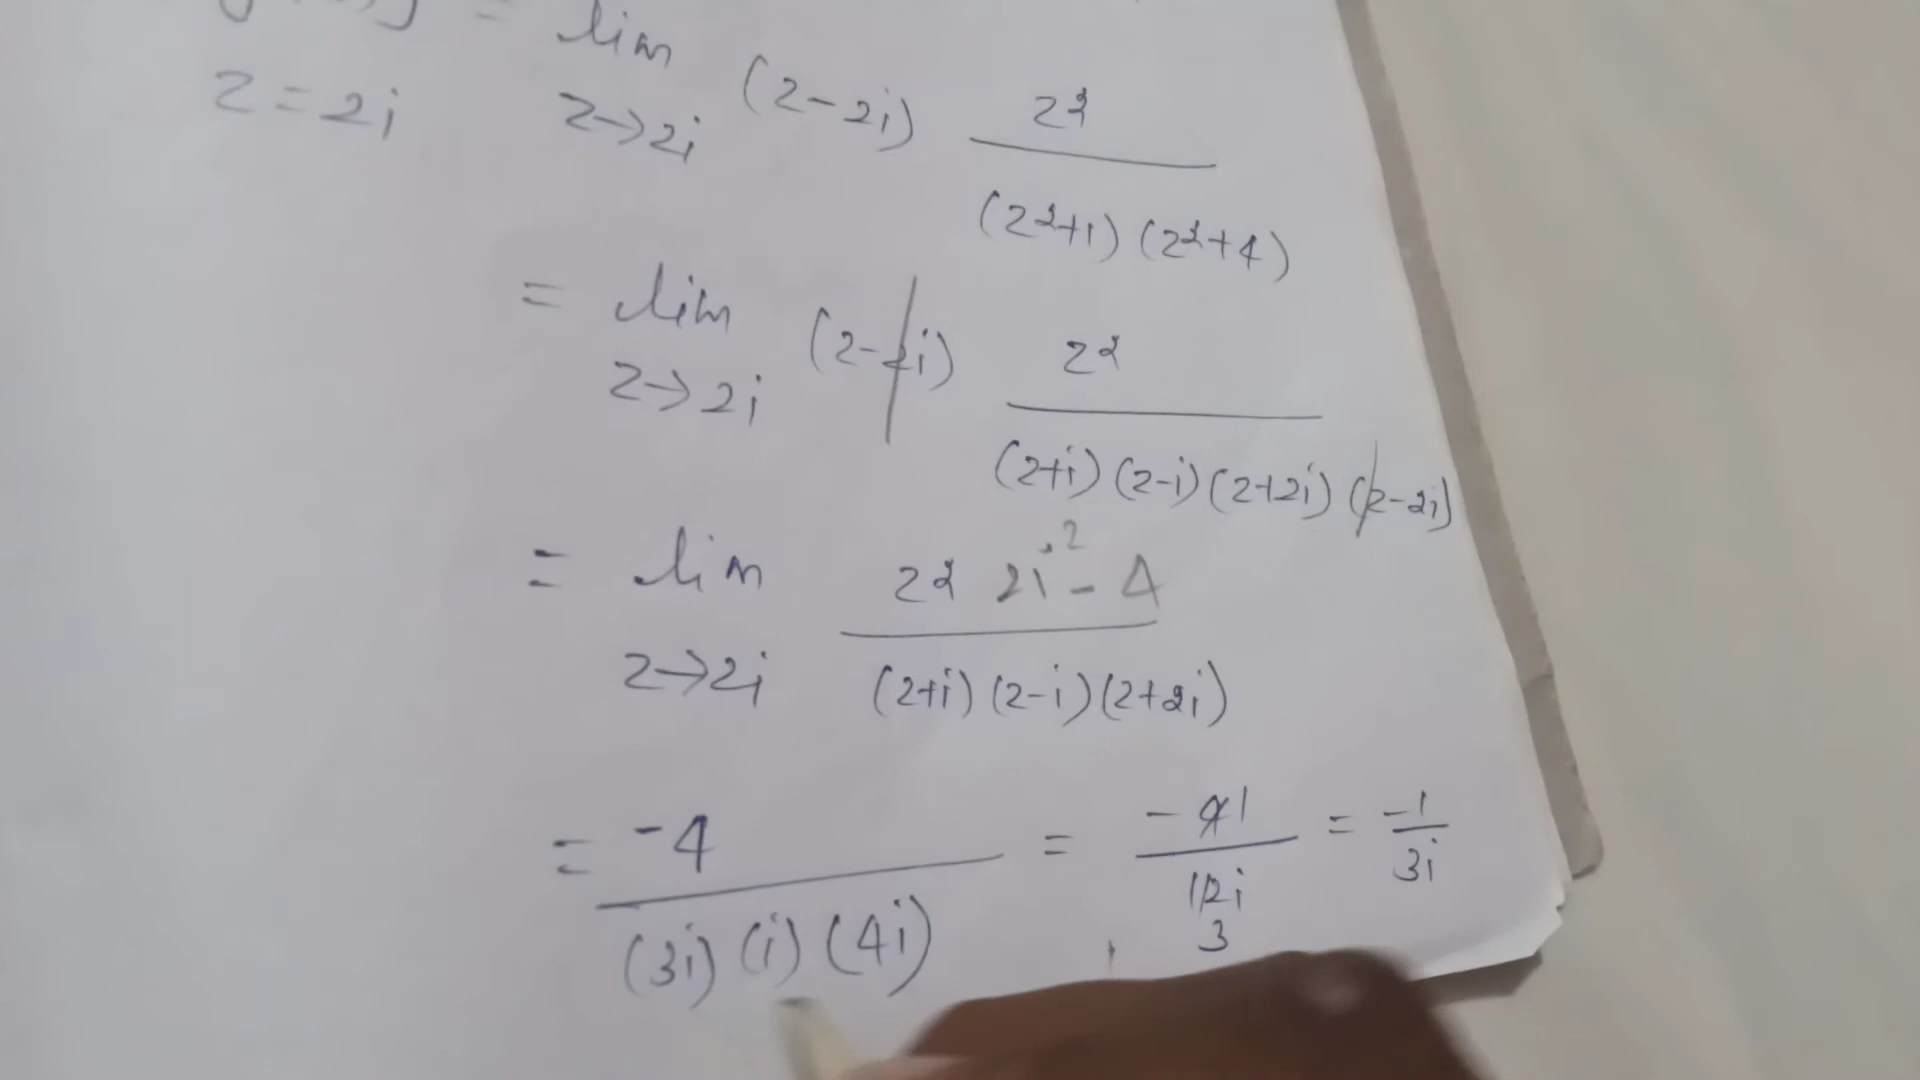 = lim (z-2i) z²
z=2i z→2i (z²+1) (z²+4)
= lim (z-2i) z²
z→2i (z+i) (z-i) (z+2i) (z-2i)
= lim z² 2i² - 4
z→2i (z+i) (z-i) (z+2i)
= -4 = -4 1 = -1
(3i) (i) (4i) 12i 3i
3